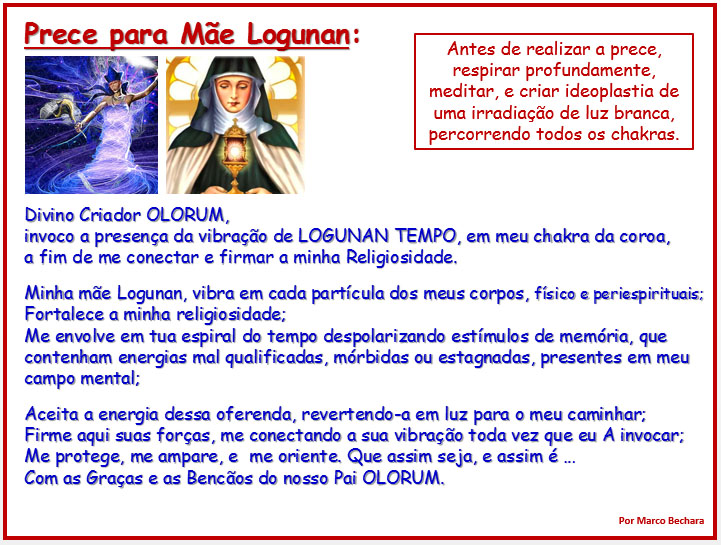 Prece para Mãe Logunan:
Antes de realizar a prece,
respirar profundamente,
meditar, e criar ideoplastia de
uma irradiação de luz branca,
percorrendo todos os chakras.
Divino Criador OLORUM,
invoco a presença da vibração de LOGUNAN TEMPO, em meu chakra da coroa,
a fim de me conectar e firmar a minha Religiosidade.
Minha mãe Logunan, vibra em cada partícula dos meus corpos, físico e periespirituais;
Fortalece a minha religiosidade;
Me envolve em tua espiral do tempo despolarizando estímulos de memória, que
contenham energias mal qualificadas, mórbidas ou estagnadas, presentes em meu
campo mental;
Aceita a energia dessa oferenda, revertendo-a em luz para o meu caminhar;
Firme aqui suas forças, me conectando a sua vibração toda vez que eu A invocar;
Me protege, me ampare, e  me oriente. Que assim seja, e assim é ...
Com as Graças e as Bencãos do nosso Pai OLORUM.
Por Marco Bechara